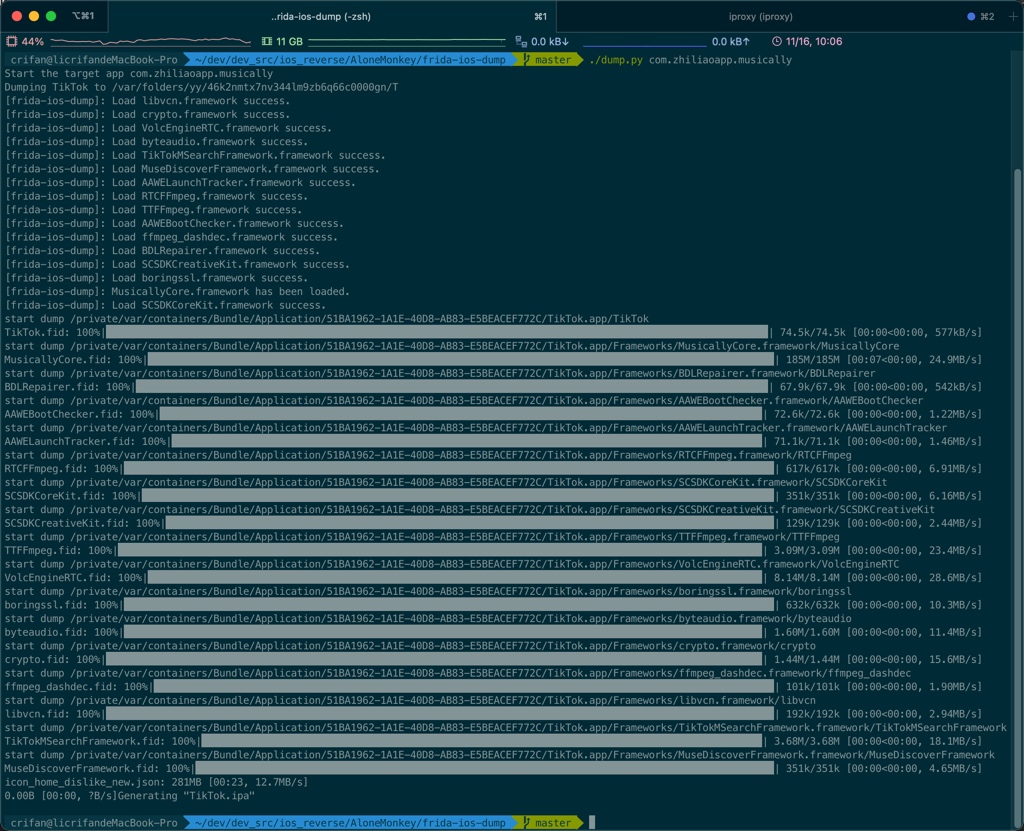 ⌥⌘1 ..rida-ios-dump (-zsh) ⌘1 iproxy (iproxy) ⌘2
44% 11 GB 0.0 kB↓ 0.0 kB↑ 11/16, 10:06
crifan@licrifandeMacBook-Pro ~/dev/dev_src/ios_reverse/AloneMonkey/frida-ios-dump master ./dump.py com.zhiliaoapp.musically
Start the target app com.zhiliaoapp.musically
Dumping TikTok to /var/folders/yy/46k2nmtx7nv344lm9zb6q66c0000gn/T
[frida-ios-dump]: Load libvcn.framework success.
[frida-ios-dump]: Load crypto.framework success.
[frida-ios-dump]: Load VolcEngineRTC.framework success.
[frida-ios-dump]: Load byteaudio.framework success.
[frida-ios-dump]: Load TikTokMSearchFramework.framework success.
[frida-ios-dump]: Load MuseDiscoverFramework.framework success.
[frida-ios-dump]: Load AAWELaunchTracker.framework success.
[frida-ios-dump]: Load RTCFFmpeg.framework success.
[frida-ios-dump]: Load TTFFmpeg.framework success.
[frida-ios-dump]: Load AAWEBootChecker.framework success.
[frida-ios-dump]: Load ffmpeg_dashdec.framework success.
[frida-ios-dump]: Load BDLRepairer.framework success.
[frida-ios-dump]: Load SCSDKCreativeKit.framework success.
[frida-ios-dump]: Load boringssl.framework success.
[frida-ios-dump]: MusicallyCore.framework has been loaded.
[frida-ios-dump]: Load SCSDKCoreKit.framework success.
start dump /private/var/containers/Bundle/Application/51BA1962-1A1E-40D8-AB83-E5BEACEF772C/TikTok.app/TikTok
TikTok.fid: 100%| | 74.5k/74.5k [00:00<00:00, 577kB/s]
start dump /private/var/containers/Bundle/Application/51BA1962-1A1E-40D8-AB83-E5BEACEF772C/TikTok.app/Frameworks/MusicallyCore.framework/MusicallyCore
MusicallyCore.fid: 100%| | 185M/185M [00:07<00:00, 24.9MB/s]
start dump /private/var/containers/Bundle/Application/51BA1962-1A1E-40D8-AB83-E5BEACEF772C/TikTok.app/Frameworks/BDLRepairer.framework/BDLRepairer
BDLRepairer.fid: 100%| | 67.9k/67.9k [00:00<00:00, 542kB/s]
start dump /private/var/containers/Bundle/Application/51BA1962-1A1E-40D8-AB83-E5BEACEF772C/TikTok.app/Frameworks/AAWEBootChecker.framework/AAWEBootChecker
AAWEBootChecker.fid: 100%| | 72.6k/72.6k [00:00<00:00, 1.22MB/s]
start dump /private/var/containers/Bundle/Application/51BA1962-1A1E-40D8-AB83-E5BEACEF772C/TikTok.app/Frameworks/AAWELaunchTracker.framework/AAWELaunchTracker
AAWELaunchTracker.fid: 100%| | 71.1k/71.1k [00:00<00:00, 1.46MB/s]
start dump /private/var/containers/Bundle/Application/51BA1962-1A1E-40D8-AB83-E5BEACEF772C/TikTok.app/Frameworks/RTCFFmpeg.framework/RTCFFmpeg
RTCFFmpeg.fid: 100%| | 617k/617k [00:00<00:00, 6.91MB/s]
start dump /private/var/containers/Bundle/Application/51BA1962-1A1E-40D8-AB83-E5BEACEF772C/TikTok.app/Frameworks/SCSDKCoreKit.framework/SCSDKCoreKit
SCSDKCoreKit.fid: 100%| | 351k/351k [00:00<00:00, 6.16MB/s]
start dump /private/var/containers/Bundle/Application/51BA1962-1A1E-40D8-AB83-E5BEACEF772C/TikTok.app/Frameworks/SCSDKCreativeKit.framework/SCSDKCreativeKit
SCSDKCreativeKit.fid: 100%| | 129k/129k [00:00<00:00, 2.44MB/s]
start dump /private/var/containers/Bundle/Application/51BA1962-1A1E-40D8-AB83-E5BEACEF772C/TikTok.app/Frameworks/TTFFmpeg.framework/TTFFmpeg
TTFFmpeg.fid: 100%| | 3.09M/3.09M [00:00<00:00, 23.4MB/s]
start dump /private/var/containers/Bundle/Application/51BA1962-1A1E-40D8-AB83-E5BEACEF772C/TikTok.app/Frameworks/VolcEngineRTC.framework/VolcEngineRTC
VolcEngineRTC.fid: 100%| | 8.14M/8.14M [00:00<00:00, 28.6MB/s]
start dump /private/var/containers/Bundle/Application/51BA1962-1A1E-40D8-AB83-E5BEACEF772C/TikTok.app/Frameworks/boringssl.framework/boringssl
boringssl.fid: 100%| | 632k/632k [00:00<00:00, 10.3MB/s]
start dump /private/var/containers/Bundle/Application/51BA1962-1A1E-40D8-AB83-E5BEACEF772C/TikTok.app/Frameworks/byteaudio.framework/byteaudio
byteaudio.fid: 100%| | 1.60M/1.60M [00:00<00:00, 11.4MB/s]
start dump /private/var/containers/Bundle/Application/51BA1962-1A1E-40D8-AB83-E5BEACEF772C/TikTok.app/Frameworks/crypto.framework/crypto
crypto.fid: 100%| | 1.44M/1.44M [00:00<00:00, 15.6MB/s]
start dump /private/var/containers/Bundle/Application/51BA1962-1A1E-40D8-AB83-E5BEACEF772C/TikTok.app/Frameworks/ffmpeg_dashdec.framework/ffmpeg_dashdec
ffmpeg_dashdec.fid: 100%| | 101k/101k [00:00<00:00, 1.90MB/s]
start dump /private/var/containers/Bundle/Application/51BA1962-1A1E-40D8-AB83-E5BEACEF772C/TikTok.app/Frameworks/libvcn.framework/libvcn
libvcn.fid: 100%| | 192k/192k [00:00<00:00, 2.94MB/s]
start dump /private/var/containers/Bundle/Application/51BA1962-1A1E-40D8-AB83-E5BEACEF772C/TikTok.app/Frameworks/TikTokMSearchFramework.framework/TikTokMSearchFramework
TikTokMSearchFramework.fid: 100%| | 3.68M/3.68M [00:00<00:00, 18.1MB/s]
start dump /private/var/containers/Bundle/Application/51BA1962-1A1E-40D8-AB83-E5BEACEF772C/TikTok.app/Frameworks/MuseDiscoverFramework.framework/MuseDiscoverFramework
MuseDiscoverFramework.fid: 100%| | 351k/351k [00:00<00:00, 4.65MB/s]
icon_home_dislike_new.json: 281MB [00:23, 12.7MB/s]
0.00B [00:00, ?B/s]Generating "TikTok.ipa"
crifan@licrifandeMacBook-Pro ~/dev/dev_src/ios_reverse/AloneMonkey/frida-ios-dump master